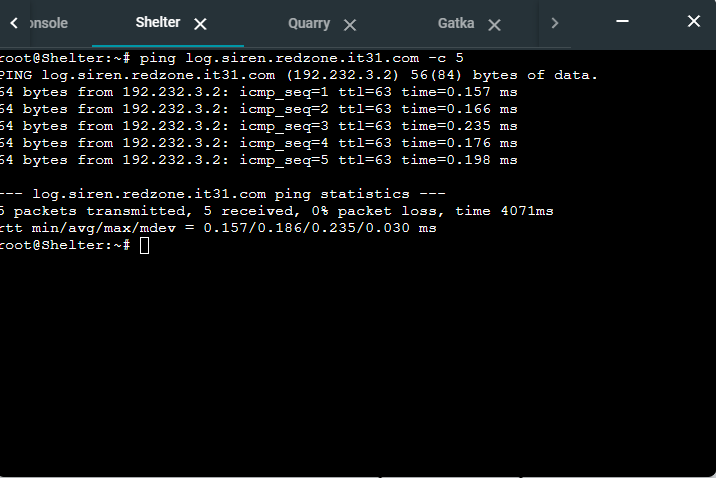 onsole Shelter Quarry Gatka
root@Shelter:~# ping log.siren.redzone.it31.com -c 5
PING log.siren.redzone.it31.com (192.232.3.2) 56(84) bytes of data.
64 bytes from 192.232.3.2: icmp_seq=1 ttl=63 time=0.157 ms
64 bytes from 192.232.3.2: icmp_seq=2 ttl=63 time=0.166 ms
64 bytes from 192.232.3.2: icmp_seq=3 ttl=63 time=0.235 ms
64 bytes from 192.232.3.2: icmp_seq=4 ttl=63 time=0.176 ms
64 bytes from 192.232.3.2: icmp_seq=5 ttl=63 time=0.198 ms
--- log.siren.redzone.it31.com ping statistics ---
5 packets transmitted, 5 received, 0% packet loss, time 4071ms
rtt min/avg/max/mdev = 0.157/0.186/0.235/0.030 ms
root@Shelter:~#